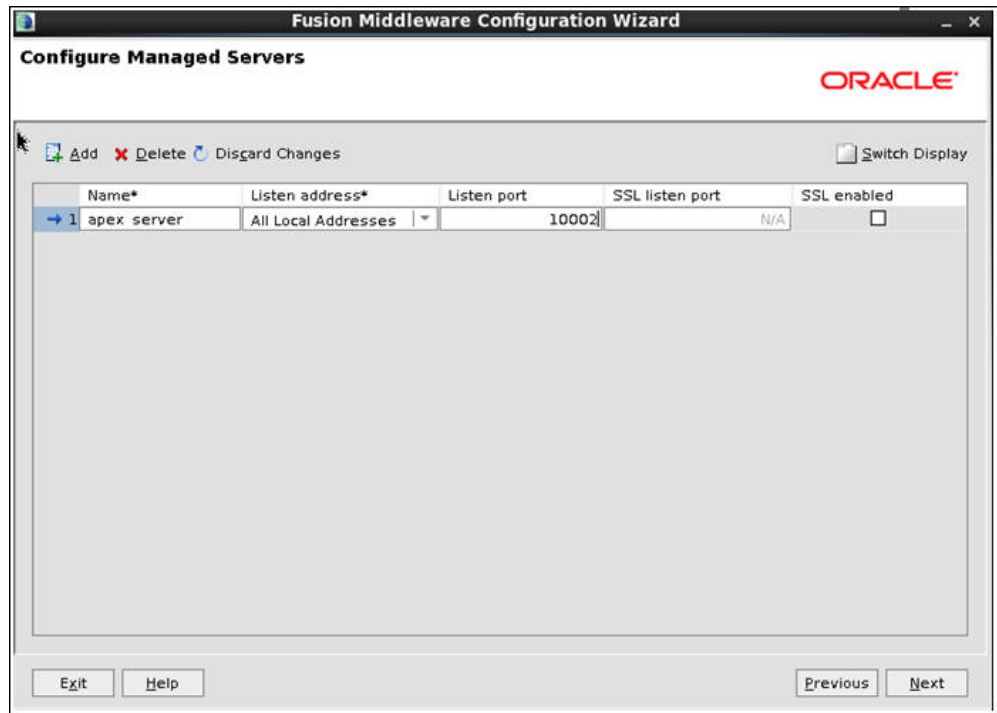 Fusion Middleware Configuration Wizard
Configure Managed Servers
ORACLE
Add Delete Discard Changes Switch Display
Name* Listen address* Listen port SSL listen port SSL enabled
1 apex server All Local Addresses 10002 N/A
Exit Help Previous Next